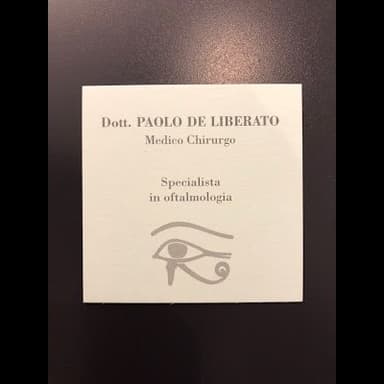 Dott. PAOLO DE LIBERATO
Medico Chirurgo
Specialista
in oftalmologia